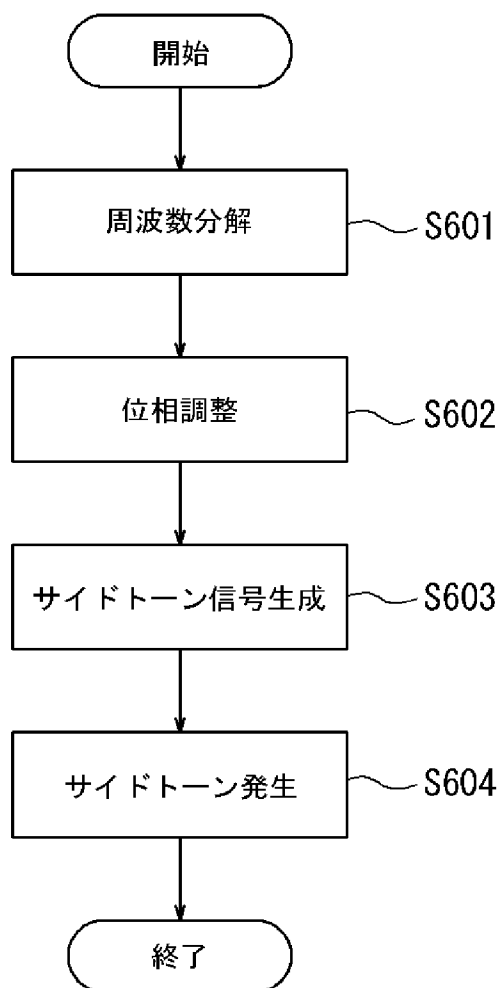 開始
周波数分解
S601
位相調整
S602
サイドトーン信号生成
S603
サイドトーン発生
S604
終了